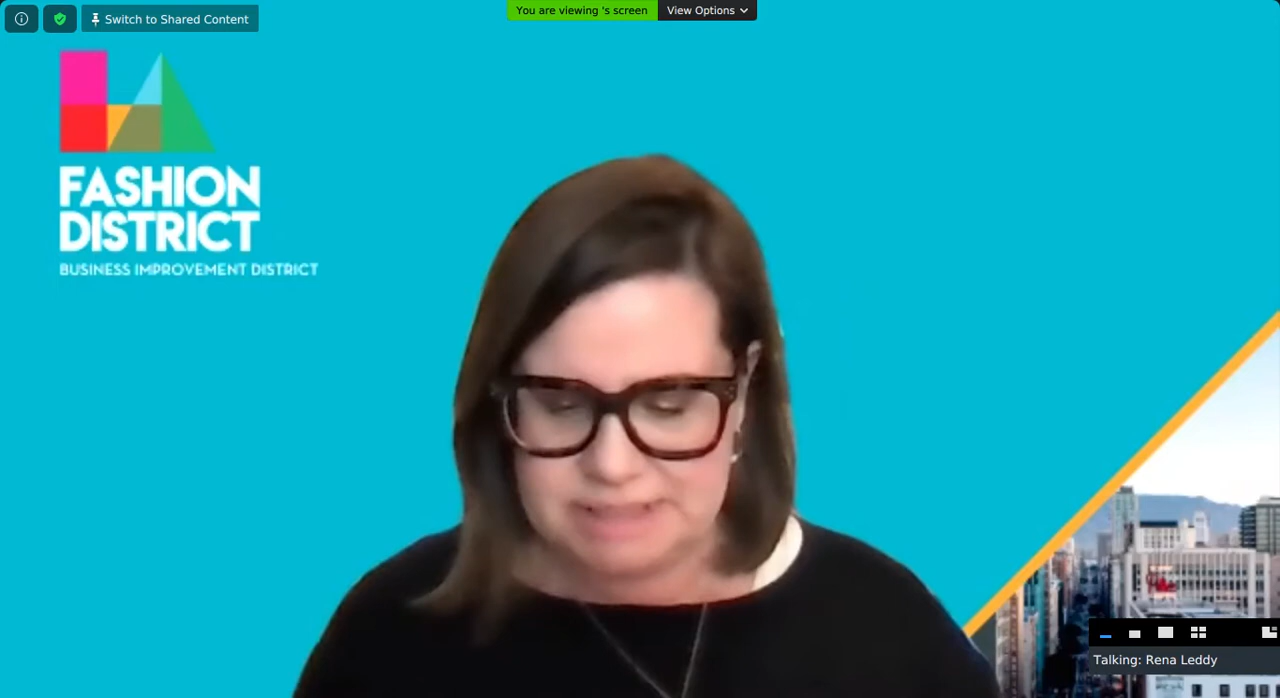 Switch to Shared Content
You are viewing 's screen
View Options
FASHION
DISTRICT
BUSINESS IMPROVEMENT DISTRICT
Talking: Rena Leddy